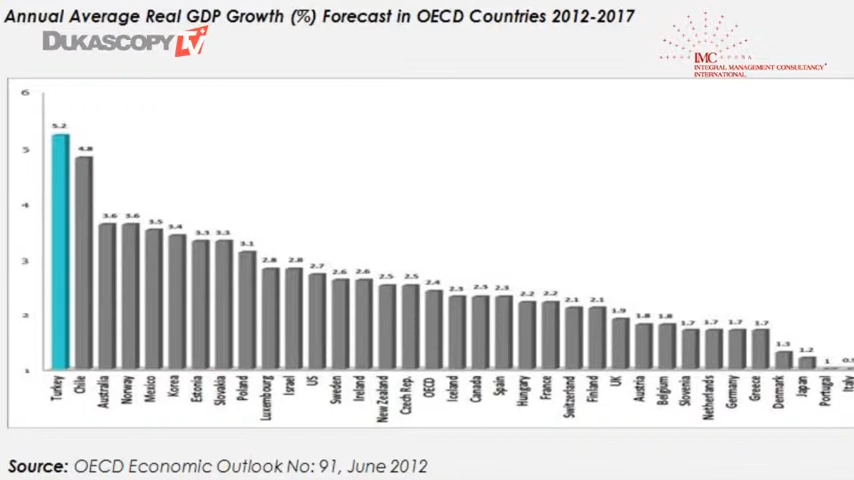 Annual Average Real GDP Growth (%) Forecast in OECD Countries 2012-2017
DUKASCOPY TV
IMC
INTEGRAL MANAGEMENT CONSULTANCY
INTERNATIONAL
6
5
4
3
2
1
5.2
4.8
3.6
3.6
3.5
3.4
3.3
3.3
3.1
2.8
2.8
2.7
2.6
2.6
2.5
2.5
2.4
2.3
2.3
2.3
2.2
2.2
2.1
2.1
1.9
1.8
1.8
1.7
1.7
1.7
1.7
1.3
1.2
1
Turkey
Chile
Australia
Norway
Mexico
Korea
Estonia
Slovakia
Poland
Luxembourg
Israel
US
Sweden
Ireland
New Zealand
Czech Rep.
OECD
Iceland
Canada
Spain
Hungary
France
Switzerland
Finland
UK
Austria
Belgium
Slovenia
Netherlands
Germany
Greece
Denmark
Japan
Portugal
Italy
Source: OECD Economic Outlook No: 91, June 2012